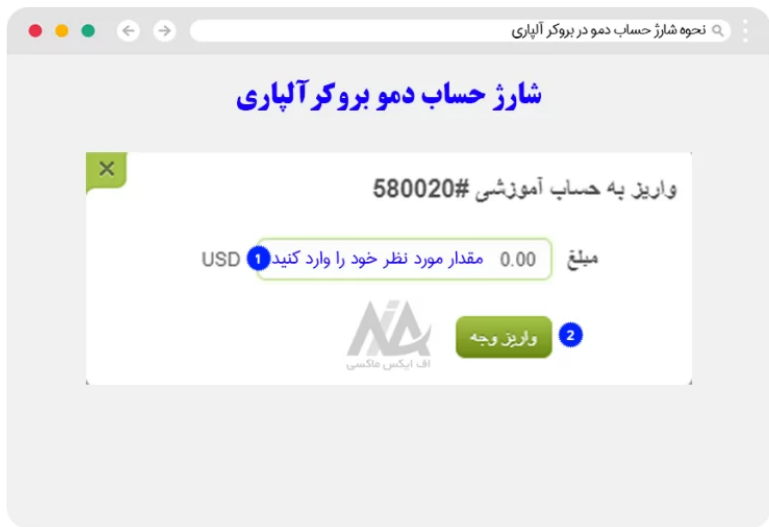 نحوه شارژ حساب دمو در بروکر آلپاری
شارژ حساب دمو بروکر آلپاری
واریز به حساب آموزشی #580020
مبلغ 0.00 مقدار مورد نظر خود را وارد کنید 1 USD
2 واریز وجه
اف ایکس ماکسی